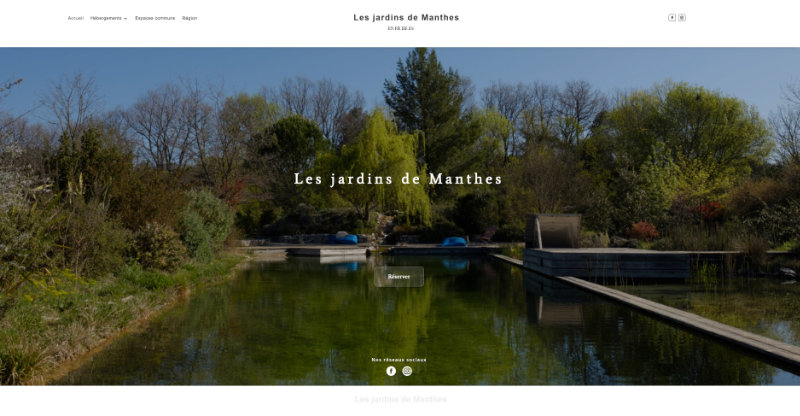 Accueil Hébergements Espaces commune Région
Les jardins de Manthes
EN FR DE ES
Les jardins de Manthes
Réserver
Nos réseaux sociaux
Les jardins de Manthes